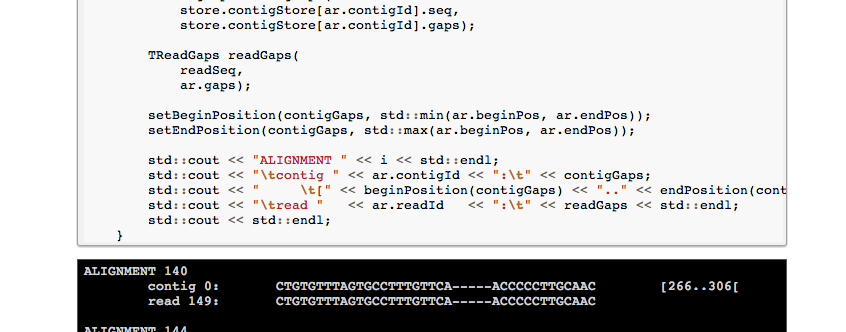 store.contigStore[ar.contigId].seq,
store.contigStore[ar.contigId].gaps);
TReadGaps readGaps(
readSeq,
ar.gaps);
setBeginPosition(contigGaps, std::min(ar.beginPos, ar.endPos));
setEndPosition(contigGaps, std::max(ar.beginPos, ar.endPos));
std::cout << "ALIGNMENT " << i << std::endl;
std::cout << "\tcontig " << ar.contigId << ":\t" << contigGaps;
std::cout << "     \t[" << beginPosition(contigGaps) << ".." << endPosition(cont
std::cout << "\tread "   << ar.readId   << ":\t" << readGaps << std::endl;
std::cout << std::endl;
}
ALIGNMENT 140
contig 0:       CTGTGTTTAGTGCCTTTGTTCA-----ACCCCCTTGCAAC        [266..306[
read 149:       CTGTGTTTAGTGCCTTTGTTCA-----ACCCCCTTGCAAC
ALIGNMENT 144